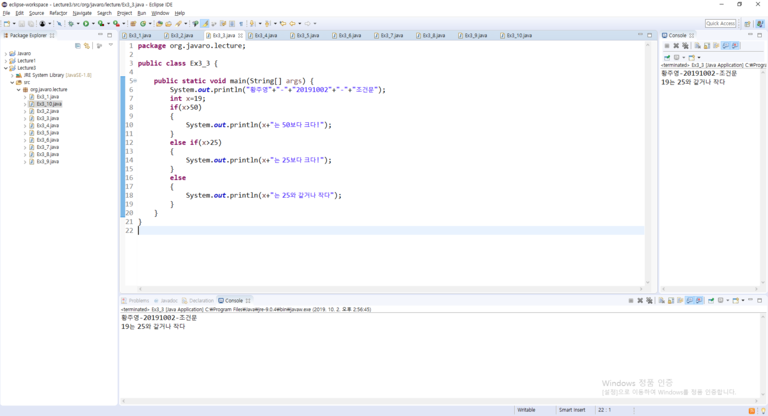 eclipse-workspace - Lecture3/src/org/javaro/lecture/Ex3_3.java - Eclipse IDE
File Edit Source Refactor Navigate Search Project Run Window Help
Quick Access
Package Explorer
Javaro
Lecture1
Lecture3
JRE System Library [JavaSE-1.8]
src
org.javaro.lecture
Ex3_1.java
Ex3_10.java
Ex3_2.java
Ex3_3.java
Ex3_4.java
Ex3_5.java
Ex3_6.java
Ex3_7.java
Ex3_8.java
Ex3_9.java
Ex3_1.java Ex3_2.java Ex3_3.java Ex3_4.java Ex3_5.java Ex3_6.java Ex3_7.java Ex3_8.java Ex3_9.java Ex3_10.java
1 package org.javaro.lecture;
2
3 public class Ex3_3 {
4
5 public static void main(String[] args) {
6 System.out.println("황주영"+"-"+"20191002"+"-"+"조건문");
7 int x=19;
8 if(x>50)
9 {
10 System.out.println(x+"는 50보다 크다!");
11 }
12 else if(x>25)
13 {
14 System.out.println(x+"는 25보다 크다!");
15 }
16 else
17 {
18 System.out.println(x+"는 25와 같거나 작다");
19 }
20 }
21 }
22
Console
<terminated> Ex3_3 [Java Application] C:₩Program
황주영-20191002-조건문
19는 25와 같거나 작다
Problems Javadoc Declaration Console
<terminated> Ex3_3 [Java Application] C:₩Program Files₩Java₩jre-8.0.4₩bin₩javaw.exe (2019. 10. 2. 오후 2:56:45)
황주영-20191002-조건문
19는 25와 같거나 작다
Windows 정품 인증
[설정]으로 이동하여 Windows를 정품 인증합니다.
Writable Smart Insert 22 : 1